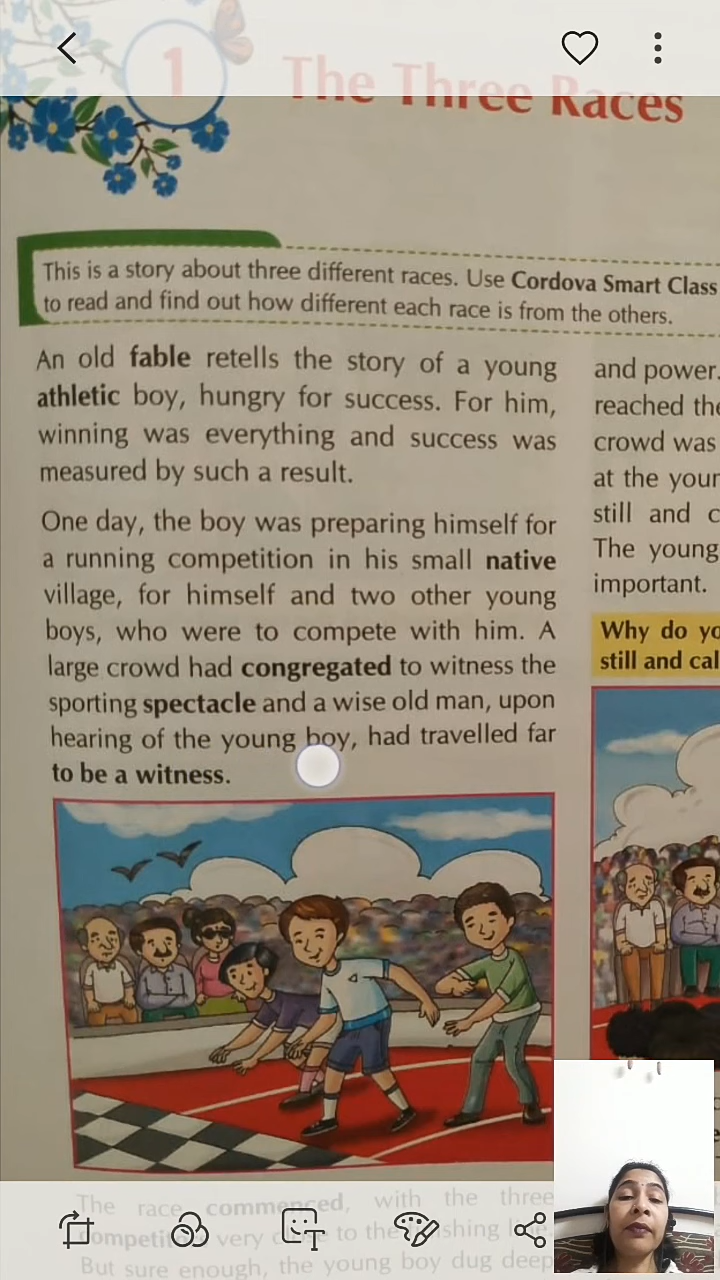 1
The Three Races
This is a story about three different races. Use Cordova Smart Class
to read and find out how different each race is from the others.
An old fable retells the story of a young
athletic boy, hungry for success. For him,
winning was everything and success was
measured by such a result.
One day, the boy was preparing himself for
a running competition in his small native
village, for himself and two other young
boys, who were to compete with him. A
large crowd had congregated to witness the
sporting spectacle and a wise old man, upon
hearing of the young boy, had travelled far
to be a witness.
The race commenced, with the three
very close to the finishing
But sure enough, the young boy dug deep
and power.
reached the
crowd was
at the
still and
The young
important.
Why do
still and